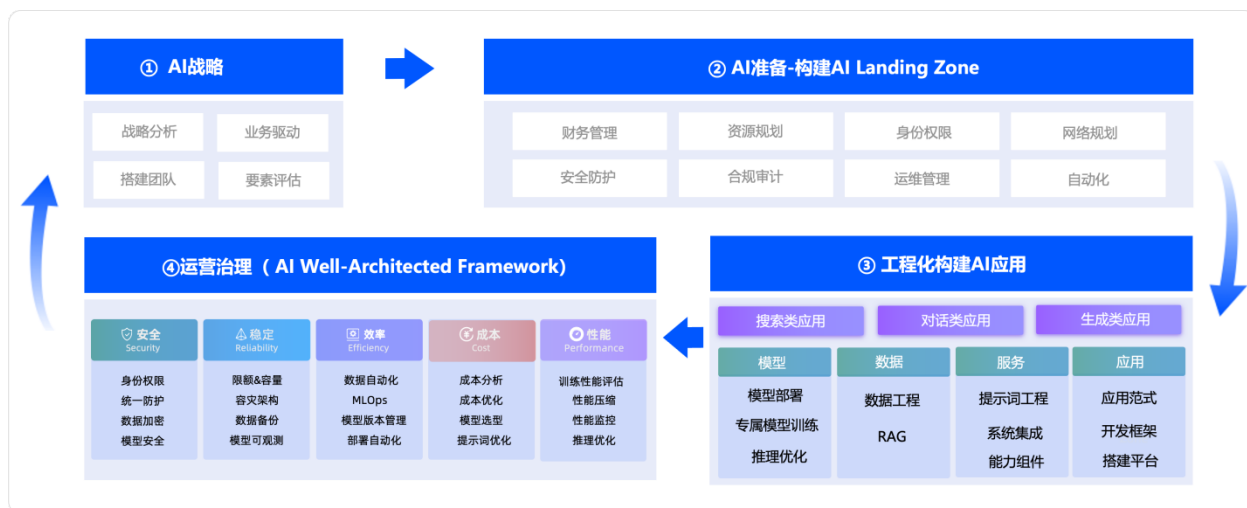 ① AI战略
战略分析 业务驱动
搭建团队 要素评估
② AI准备-构建AI Landing Zone
财务管理 资源规划 身份权限 网络规划
安全防护 合规审计 运维管理 自动化
③ 工程化构建AI应用
搜索类应用 对话类应用 生成类应用
模型
模型部署
专属模型训练
推理优化
数据
数据工程
RAG
服务
提示词工程
系统集成
能力组件
应用
应用范式
开发框架
搭建平台
④运营治理（ AI Well-Architected Framework)
安全
Security
身份权限
统一防护
数据加密
模型安全
稳定
Reliability
限额&容量
容灾架构
数据备份
模型可观测
效率
Efficiency
数据自动化
MLOps
模型版本管理
部署自动化
成本
Cost
成本分析
成本优化
模型选型
提示词优化
性能
Performance
训练性能评估
性能压缩
性能监控
推理优化